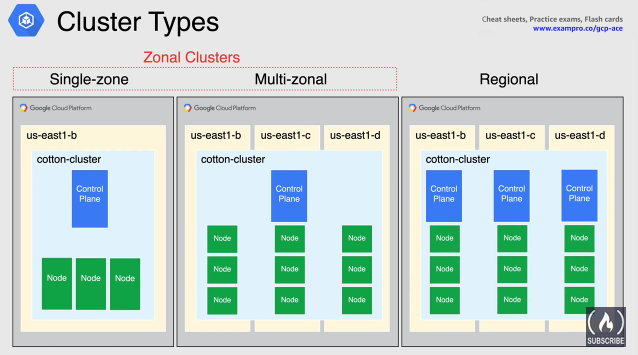 Cluster Types
Cheat sheets, Practice exams, Flash cards
www.exampro.co/gcp-ace
Zonal Clusters
Single-zone
Multi-zonal
Regional
Google Cloud Platform
us-east1-b
cotton-cluster
Control
Plane
Node Node Node
Google Cloud Platform
us-east1-b us-east1-c us-east1-d
cotton-cluster
Control
Plane
Node Node Node
Node Node Node
Node Node Node
Google Cloud Platform
us-east1-b us-east1-c us-east1-d
cotton-cluster
Control Control Control
Plane Plane Plane
Node Node Node
Node Node Node
Node Node Node
SUBSCRIBE